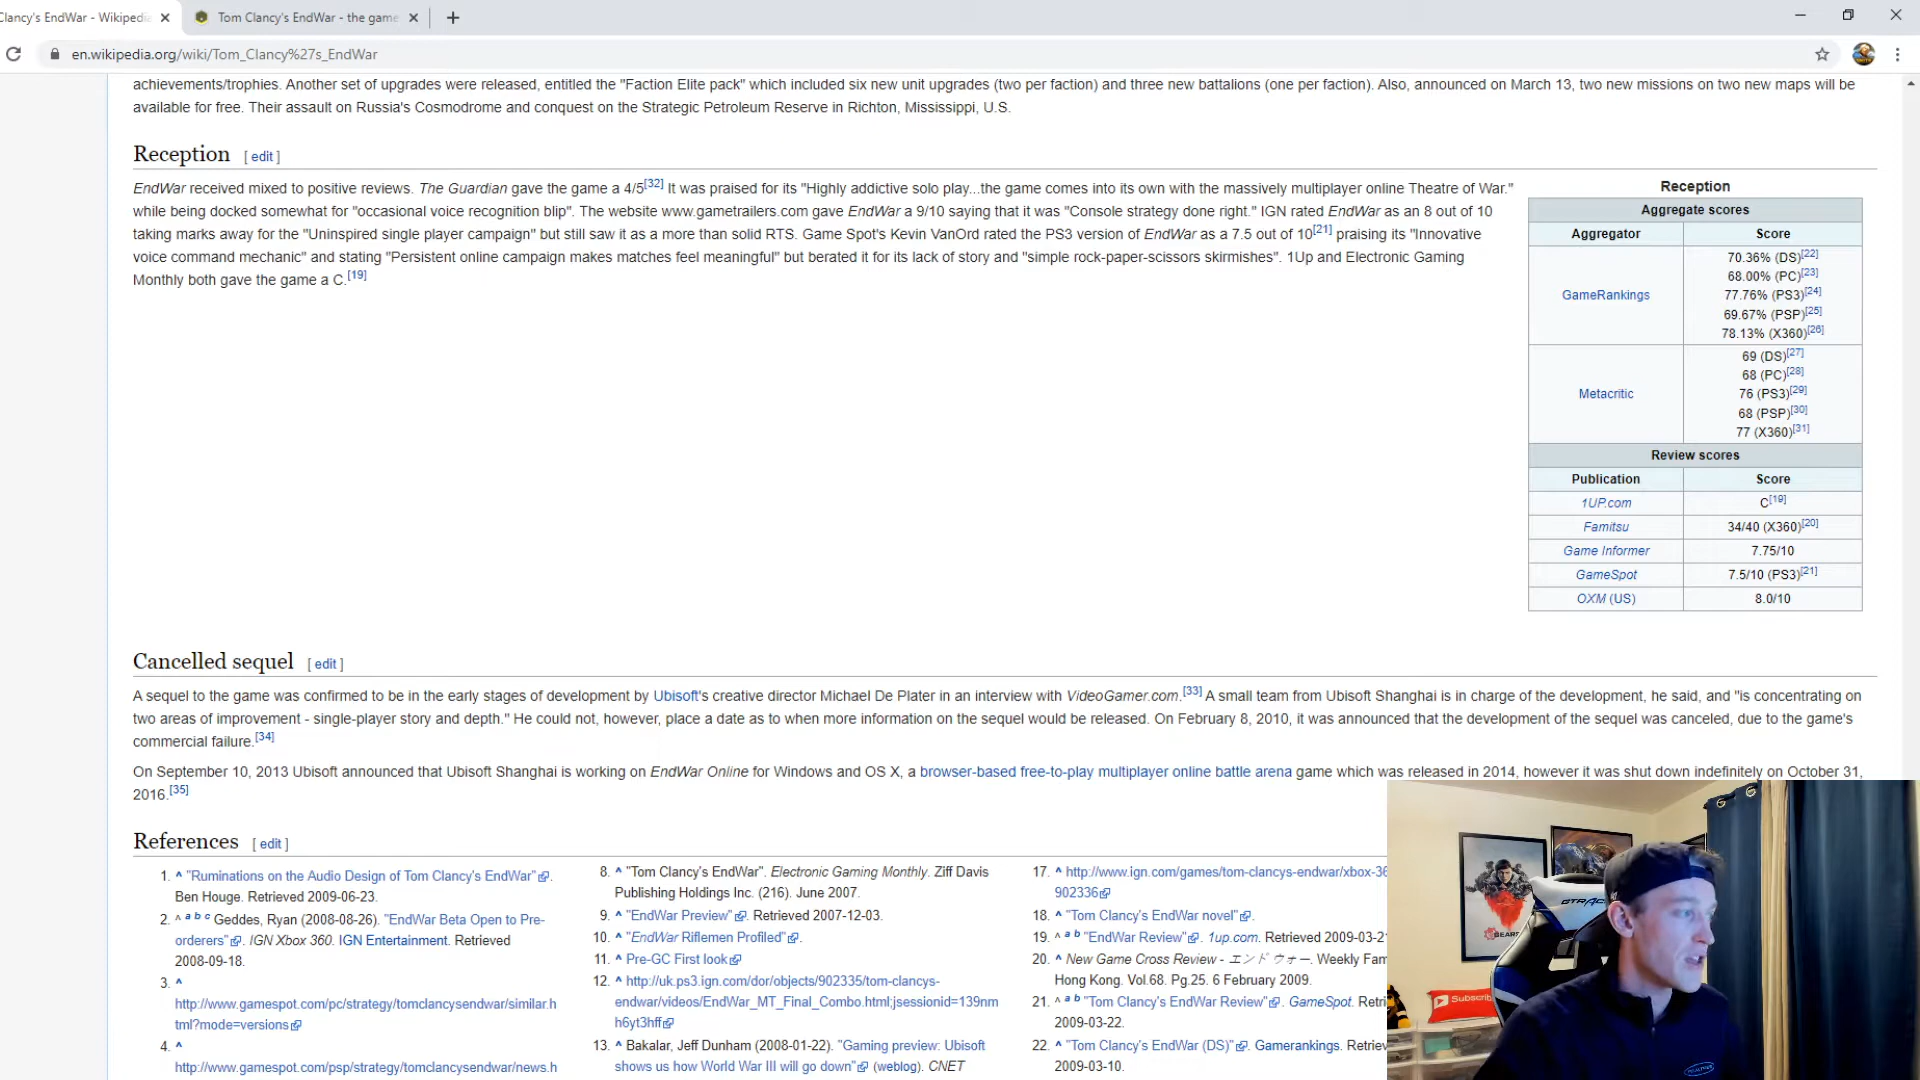 Clancy's EndWar - Wikipedi
Tom Clancy's EndWar - the game
en.wikipedia.org/wiki/Tom_Clancy%27s_EndWar
achievements/trophies. Another set of upgrades were released, entitled the "Faction Elite pack" which included six new unit upgrades (two per faction) and three new battalions (one per faction). Also, announced on March 13, two new missions on two new maps will be
available for free. Their assault on Russia's Cosmodrome and conquest on the Strategic Petroleum Reserve in Richton, Mississippi, U.S.
Reception [ edit ]
EndWar received mixed to positive reviews. The Guardian gave the game a 4/5[32] It was praised for its "Highly addictive solo play...the game comes into its own with the massively multiplayer online Theatre of War."
while being docked somewhat for "occasional voice recognition blip". The website www.gametrailers.com gave EndWar a 9/10 saying that it was "Console strategy done right." IGN rated EndWar as an 8 out of 10
taking marks away for the "Uninspired single player campaign" but still saw it as a more than solid RTS. Game Spot's Kevin VanOrd rated the PS3 version of EndWar as a 7.5 out of 10[21] praising its "Innovative
voice command mechanic" and stating "Persistent online campaign makes matches feel meaningful" but berated it for its lack of story and "simple rock-paper-scissors skirmishes". 1Up and Electronic Gaming
Monthly both gave the game a C.[19]
Reception
Aggregate scores
Aggregator Score
GameRankings
70.36% (DS)[22]
68.00% (PC)[23]
77.76% (PS3)[24]
69.67% (PSP)[25]
78.13% (X360)[26]
Metacritic
69 (DS)[27]
68 (PC)[28]
76 (PS3)[29]
68 (PSP)[30]
77 (X360)[31]
Review scores
Publication Score
1UP.com C[19]
Famitsu 34/40 (X360)[20]
Game Informer 7.75/10
GameSpot 7.5/10 (PS3)[21]
OXM (US) 8.0/10
Cancelled sequel [ edit ]
A sequel to the game was confirmed to be in the early stages of development by Ubisoft's creative director Michael De Plater in an interview with VideoGamer.com.[33] A small team from Ubisoft Shanghai is in charge of the development, he said, and "is concentrating on
two areas of improvement - single-player story and depth." He could not, however, place a date as to when more information on the sequel would be released. On February 8, 2010, it was announced that the development of the sequel was canceled, due to the game's
commercial failure.[34]
On September 10, 2013 Ubisoft announced that Ubisoft Shanghai is working on EndWar Online for Windows and OS X, a browser-based free-to-play multiplayer online battle arena game which was released in 2014, however it was shut down indefinitely on October 31,
2016.[35]
References [ edit ]
1. ^ "Ruminations on the Audio Design of Tom Clancy's EndWar".
Ben Houge. Retrieved 2009-06-23.
2. ^ a b c Geddes, Ryan (2008-08-26). "EndWar Beta Open to Pre-
orderers". IGN Xbox 360. IGN Entertainment. Retrieved
2008-09-18.
3. ^
http://www.gamespot.com/pc/strategy/tomclancysendwar/similar.h
tml?mode=versions
4. ^
http://www.gamespot.com/psp/strategy/tomclancysendwar/news.h
8. ^ "Tom Clancy's EndWar". Electronic Gaming Monthly. Ziff Davis
Publishing Holdings Inc. (216). June 2007.
9. ^ "EndWar Preview". Retrieved 2007-12-03.
10. ^ "EndWar Riflemen Profiled".
11. ^ Pre-GC First look
12. ^ http://uk.ps3.ign.com/dor/objects/902335/tom-clancys-
endwar/videos/EndWar_MT_Final_Combo.html;jsessionid=139nm
h6yt3hff
13. ^ Bakalar, Jeff Dunham (2008-01-22). "Gaming preview: Ubisoft
shows us how World War III will go down" (weblog). CNET
17. ^ http://www.ign.com/games/tom-clancys-endwar/xbox-36
902336
18. ^ "Tom Clancy's EndWar novel".
19. ^ a b "EndWar Review". 1up.com. Retrieved 2009-03-2
20. ^ New Game Cross Review - エンド ウォー. Weekly Fam
Hong Kong. Vol.68. Pg.25. 6 February 2009.
21. ^ a b "Tom Clancy's EndWar Review". GameSpot. Retri
2009-03-22.
22. ^ "Tom Clancy's EndWar (DS)". Gamerankings. Retriev
2009-03-10.
GEARS
GTRAC
Subscrib